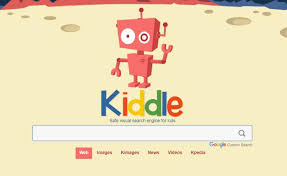 Kiddle
Safe visual search engine for kids
Google Custom Search
Web Images Kimages News Videos Kpedia